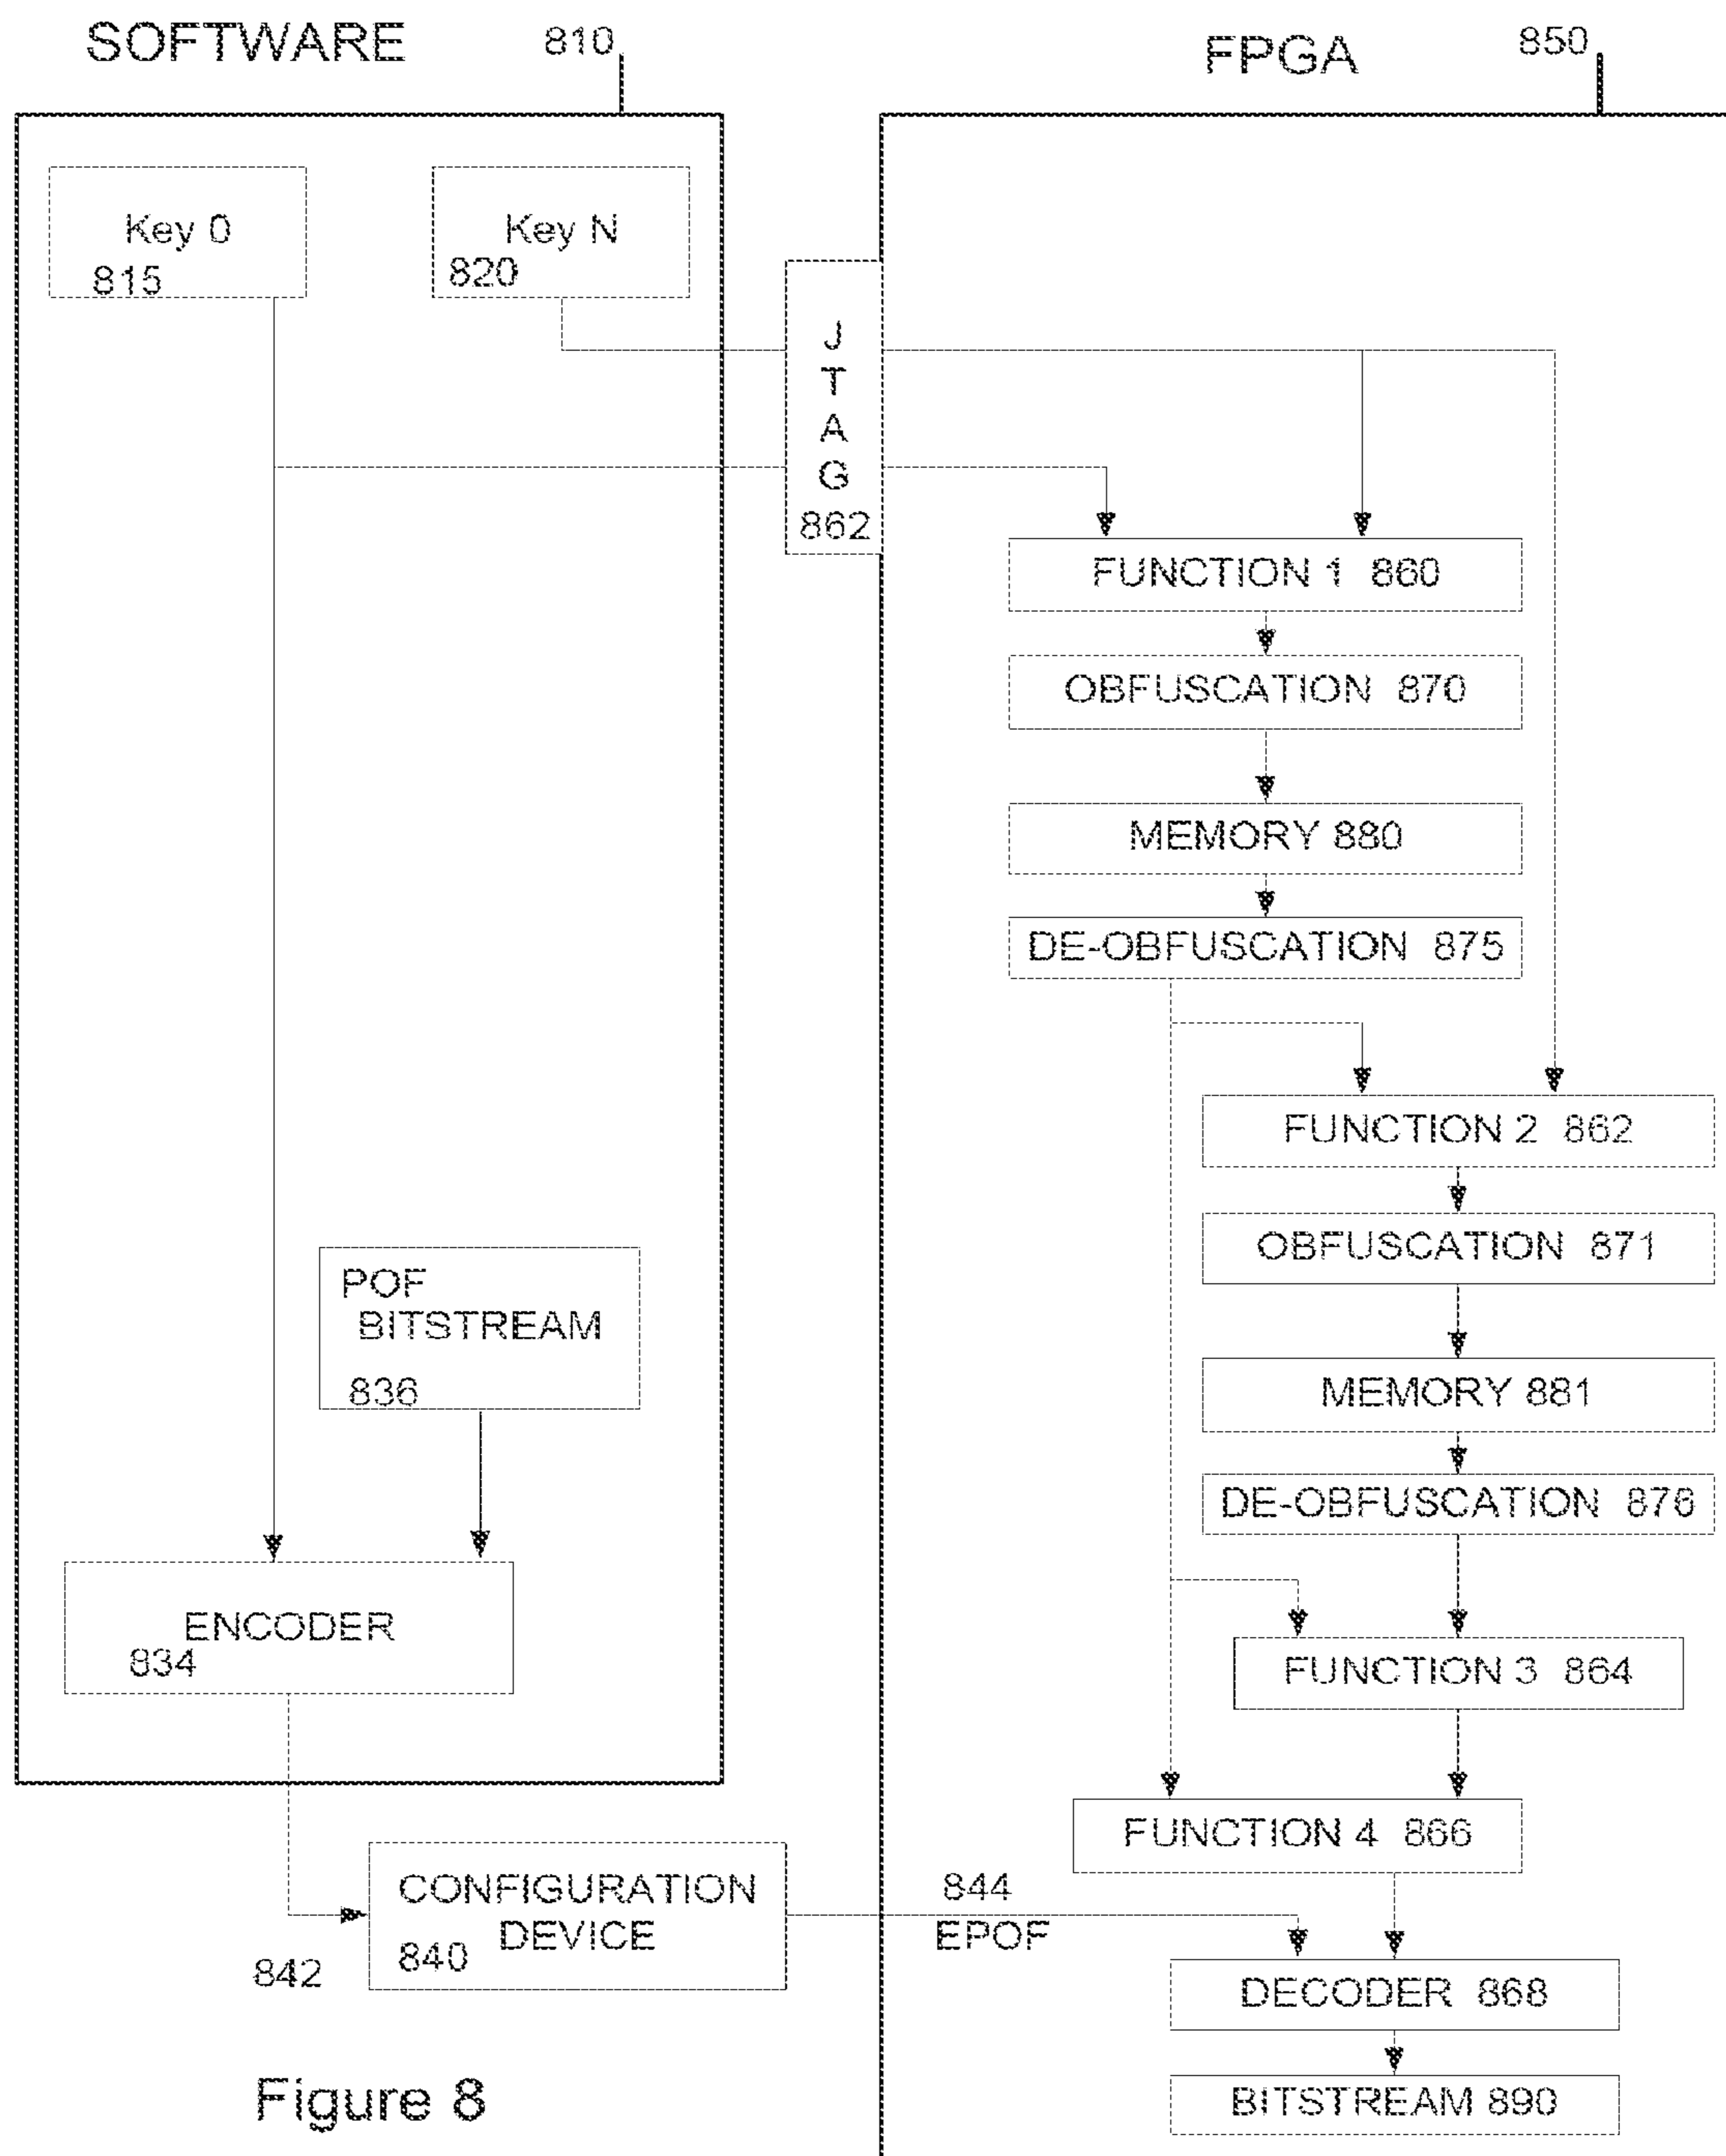 SOFTWARE
810
FPGA
850
Key 0
815
Key N
820
J
T
A
G
862
FUNCTION 1 860
OBFUSCATION 870
MEMORY 880
DE-OBFUSCATION 875
FUNCTION 2 862
OBFUSCATION 871
POF
BITSTREAM
836
MEMORY 881
DE-OBFUSCATION 876
ENCODER
834
FUNCTION 3 864
FUNCTION 4 866
CONFIGURATION
DEVICE
840
842
844
EPOF
DECODER 868
BITSTREAM 890
Figure 8